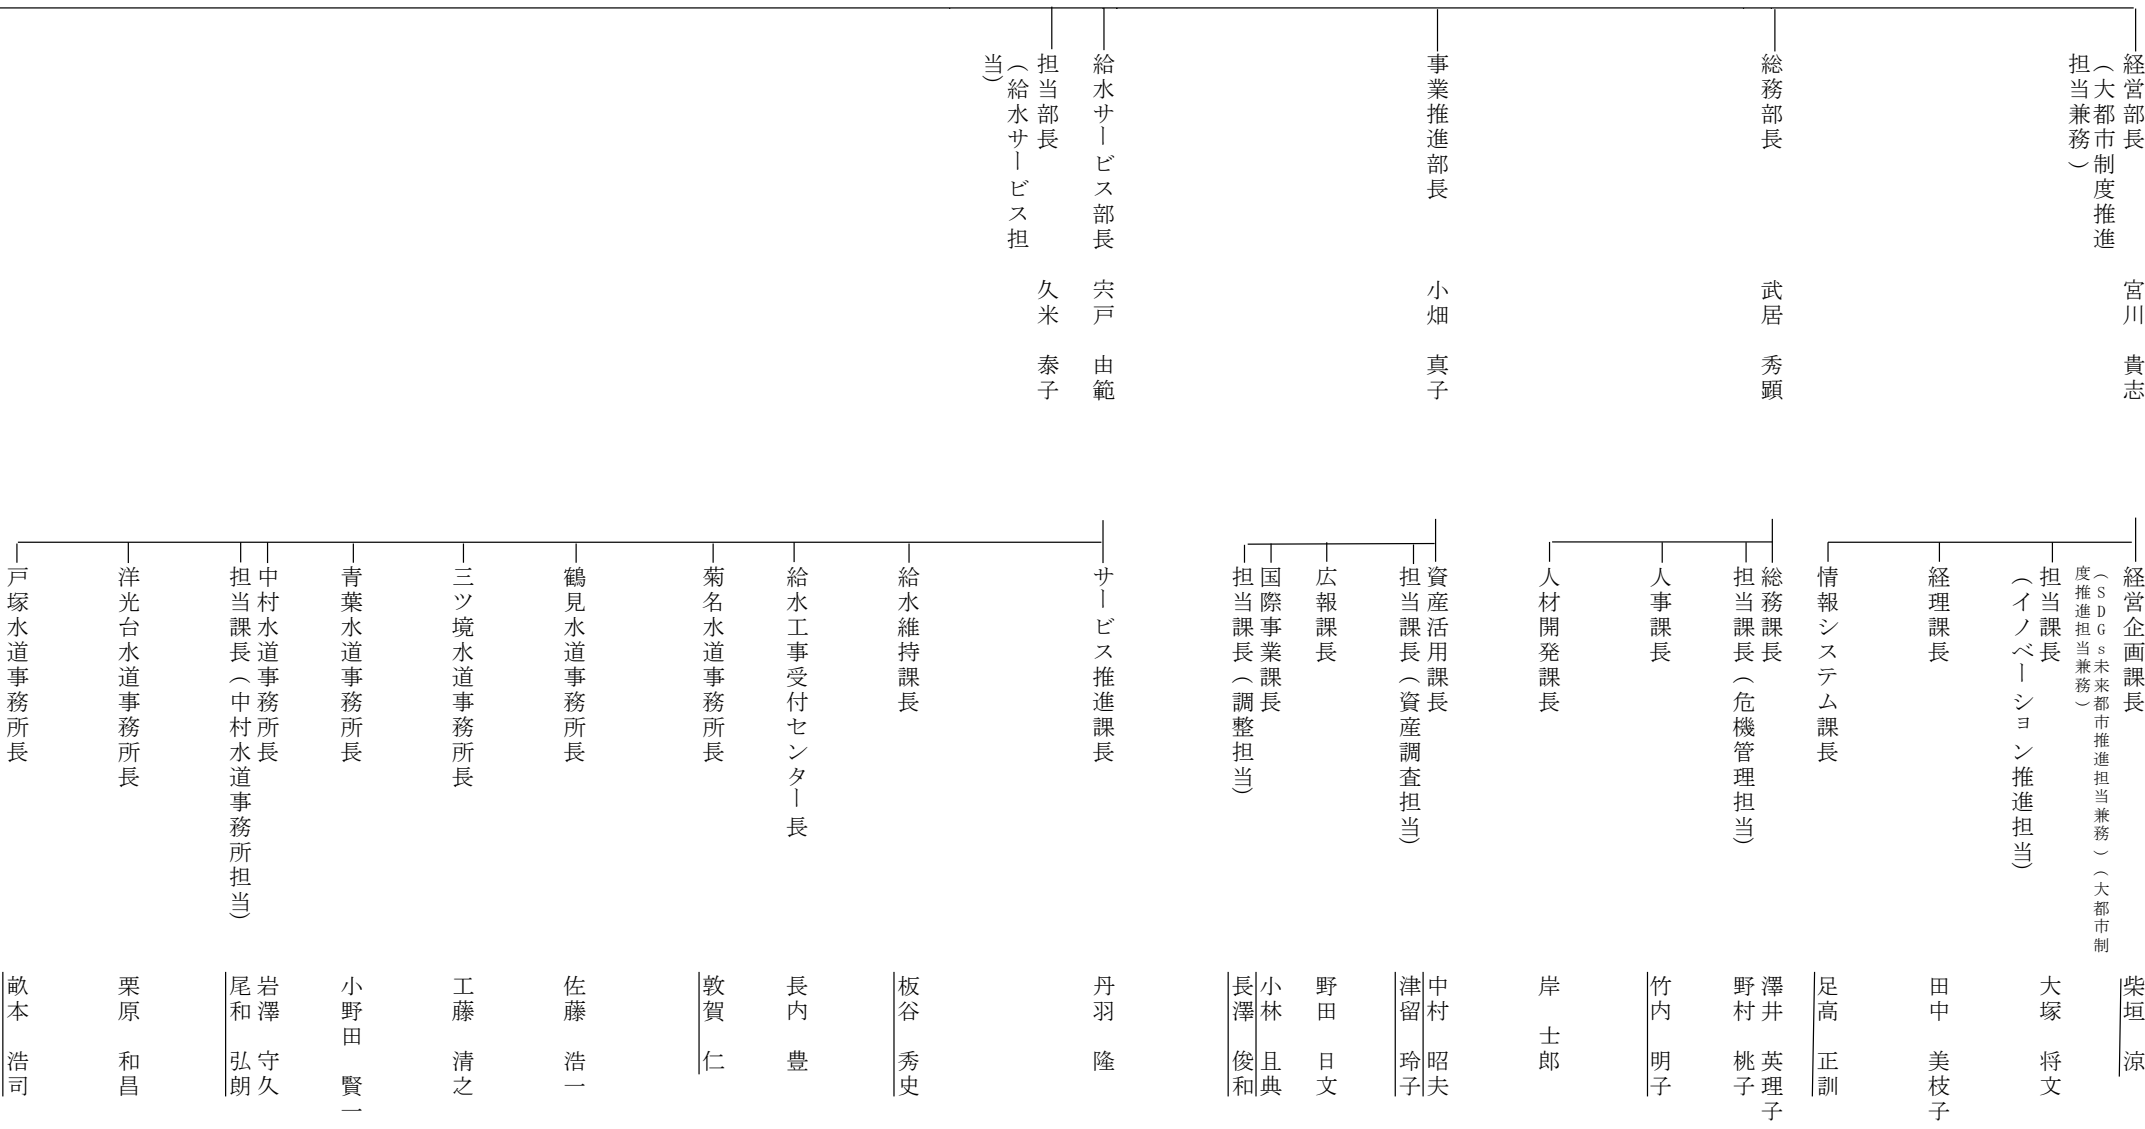 経営部長
（大都市制度推進
担当兼務）
宮川　貴志
経営企画課長
（SDGs未来都市推進担当兼務）（大都市制
度推進担当兼務）
柴垣　涼
担当課長
（イノベーション推進担当）
大塚　将文
経理課長
田中　美枝子
情報システム課長
足高　正訓
総務部長
武居　秀顕
総務課長
澤井　英理子
担当課長（危機管理担当）
野村　桃子
人事課長
竹内　明子
人材開発課長
岸　士郎
事業推進部長
小畑　真子
資産活用課長
中村　昭夫
担当課長（資産調査担当）
津留　玲子
広報課長
野田　日文
国際事業課長
小林　且典
担当課長（調整担当）
長澤　俊和
給水サービス部長
宍戸　由範
担当部長
（給水サービス担
当）
久米　泰子
サービス推進課長
丹羽　隆
給水維持課長
板谷　秀史
給水工事受付センター長
長内　豊
菊名水道事務所長
敦賀　仁
鶴見水道事務所長
佐藤　浩一
三ツ境水道事務所長
工藤　清之
青葉水道事務所長
小野田　賢一
中村水道事務所長
岩澤　守久
担当課長（中村水道事務所担当）
尾和　弘朗
洋光台水道事務所長
栗原　和昌
戸塚水道事務所長
畝本　浩司